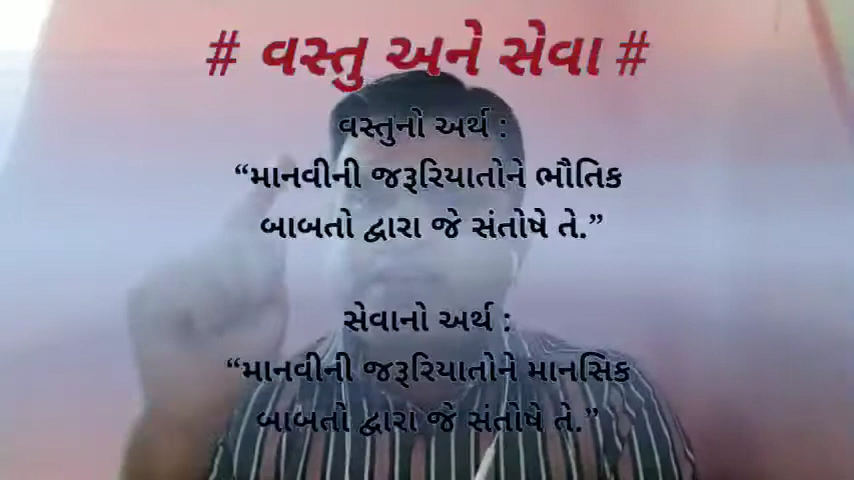 # વસ્તુ અને સેવા #
વસ્તુનો અર્થ :
“માનવીની જરૂરિયાતોને ભૌતિક
બાબતો દ્વારા જે સંતોષે તે.”
સેવાનો અર્થ :
“માનવીની જરૂરિયાતોને માનસિક
બાબતો દ્વારા જે સંતોષે તે.”